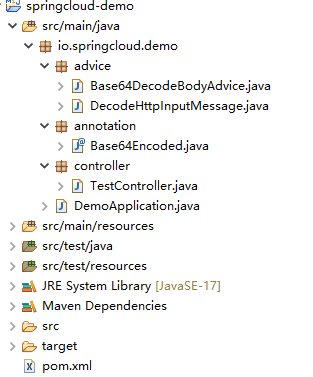 springcloud-demo
src/main/java
io.springcloud.demo
advice
Base64DecodeBodyAdvice.java
DecodeHttpInputMessage.java
annotation
Base64Encoded.java
controller
TestController.java
DemoApplication.java
src/main/resources
src/test/java
src/test/resources
JRE System Library [JavaSE-17]
Maven Dependencies
src
target
pom.xml